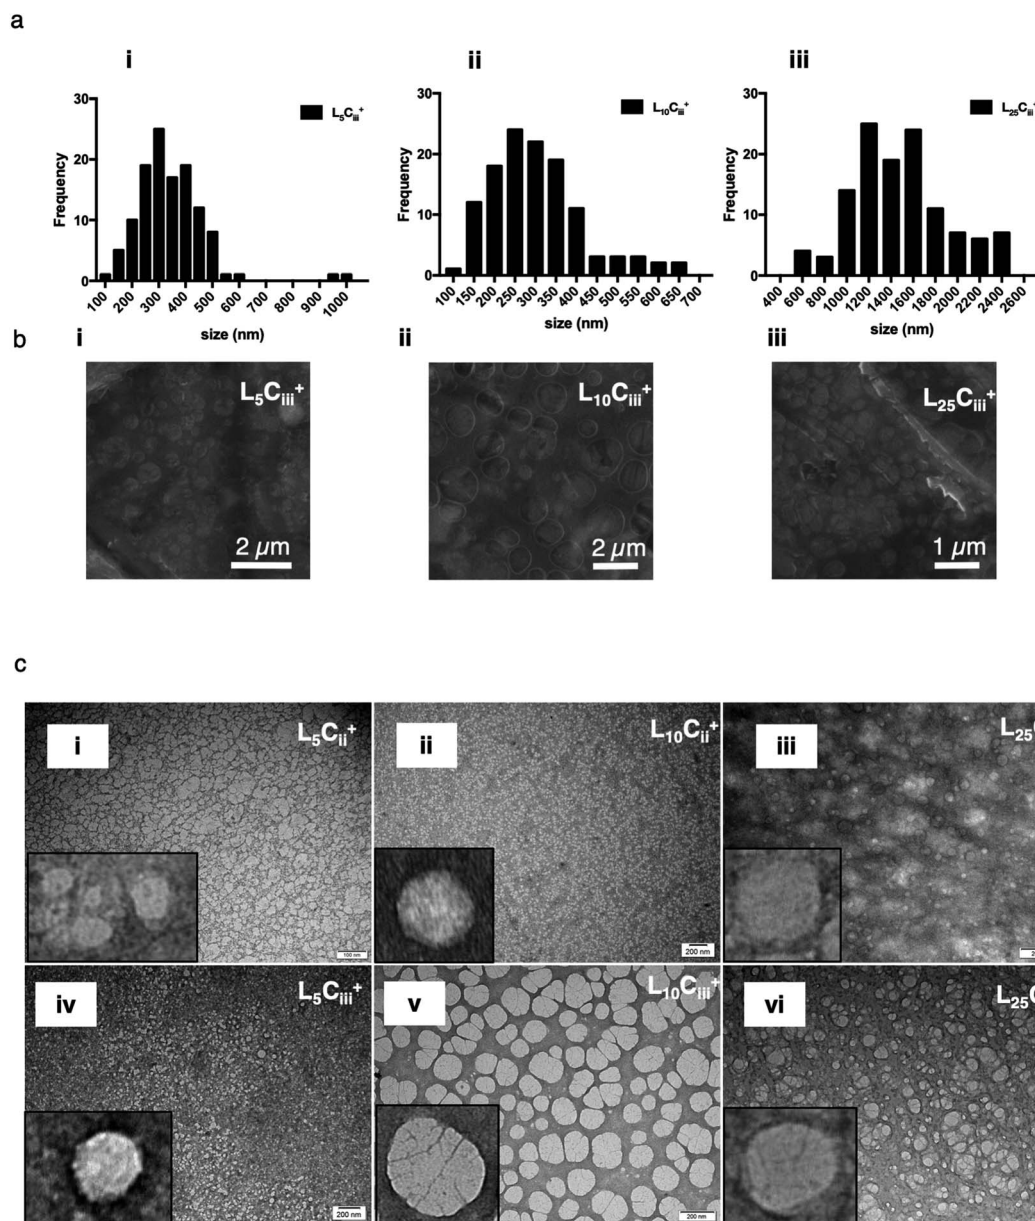 a
i
ii
iii
30
20
10
0
Frequency
L₅Cᵢᵢᵢ⁺
100
200
300
400
500
600
700
800
900
1000
size (nm)
30
20
10
0
Frequency
L₁₀Cᵢᵢᵢ⁺
100
150
200
250
300
350
400
450
500
550
600
650
700
size (nm)
30
20
10
0
Frequency
L₂₅Cᵢᵢᵢ
400
600
800
1000
1200
1400
1600
1800
2000
2200
2400
2600
size (nm)
b
i
ii
iii
L₅Cᵢᵢᵢ⁺
2 µm
L₁₀Cᵢᵢᵢ⁺
2 µm
L₂₅Cᵢᵢᵢ⁺
1 µm
c
i
L₅Cᵢᵢ⁺
100 nm
ii
L₁₀Cᵢᵢ⁺
200 nm
iii
L₂₅
iv
L₅Cᵢᵢᵢ⁺
200 nm
v
L₁₀Cᵢᵢᵢ⁺
200 nm
vi
L₂₅C